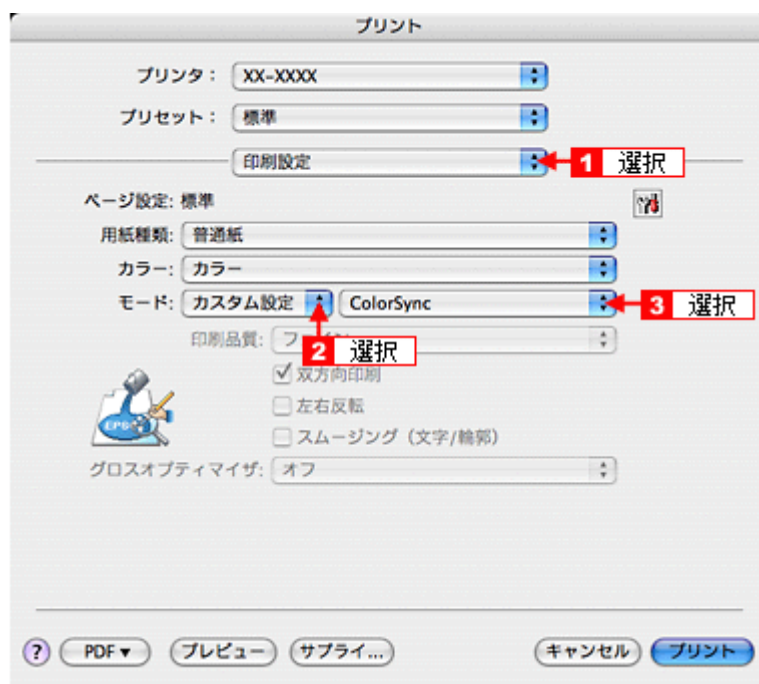 プリント
プリンタ： XX-XXXX
プリセット： 標準
印刷設定 1 選択
ページ設定: 標準
用紙種類: 普通紙
カラー: カラー
モード: カスタム設定 ColorSync 3 選択
印刷品質: 2 選択
双方向印刷
左右反転
スムージング（文字/輪郭）
グロスオプティマイザ: オフ
? PDF▼ プレビュー サプライ... キャンセル プリント